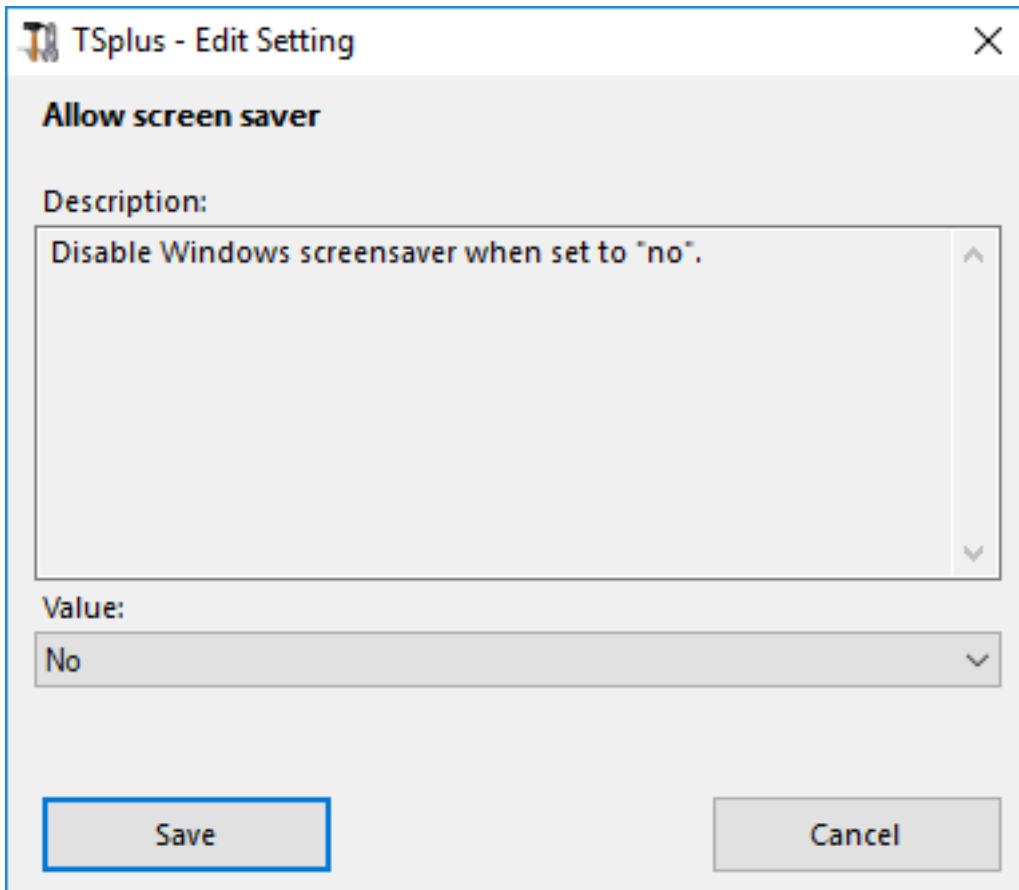 TSplus - Edit Setting
Allow screen saver
Description:
Disable Windows screensaver when set to "no".
Value:
No
Save
Cancel